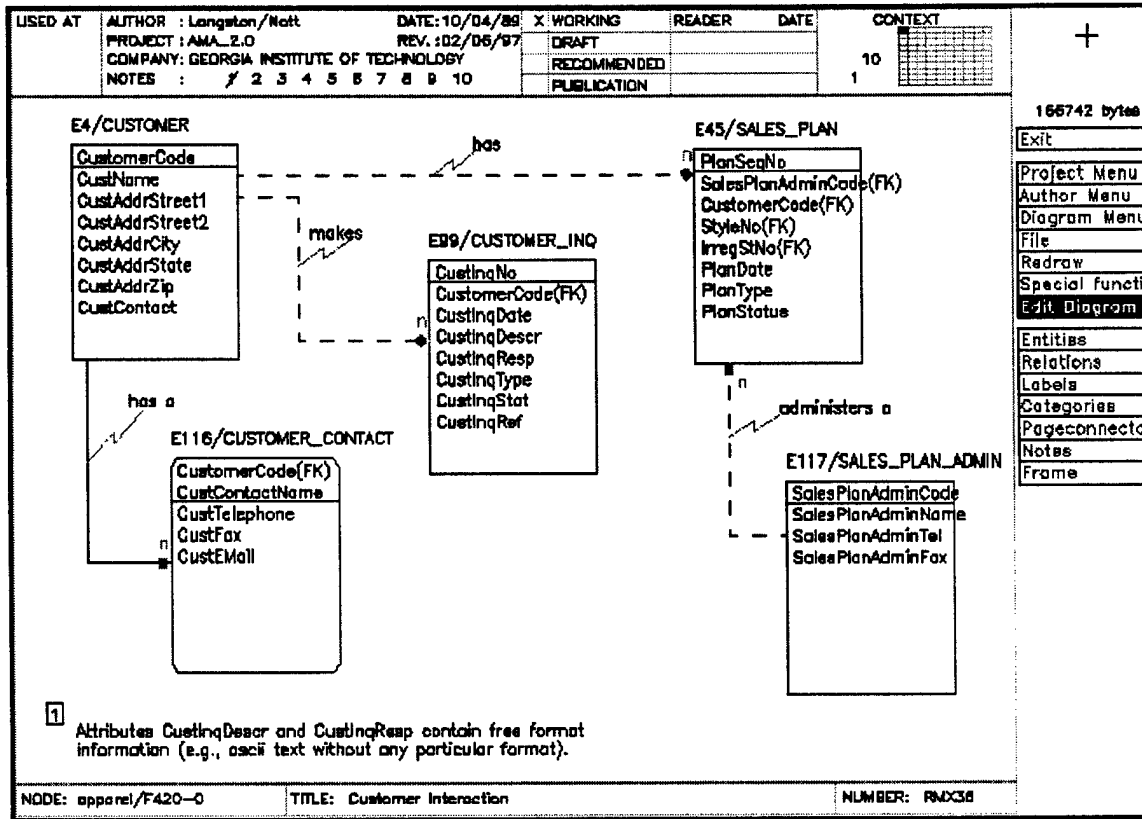 USED AT
AUTHOR : Langston/Nott DATE: 10/04/89
PROJECT : AMA_2.0 REV. : 02/06/97
COMPANY: GEORGIA INSTITUTE OF TECHNOLOGY
NOTES : 1 2 3 4 5 6 7 8 9 10
X WORKING READER DATE
DRAFT
RECOMMENDED
PUBLICATION
CONTEXT
10
1
E4/CUSTOMER
CustomerCode
CustName
CustAddrStreet1
CustAddrStreet2
CustAddrCity
CustAddrState
CustAddrZip
CustContact
has
n
makes
n
has a
n
E99/CUSTOMER_INQ
CustInqNo
CustomerCode(FK)
CustInqDate
CustInqDescr
CustInqResp
CustInqType
CustInqStat
CustInqRef
E45/SALES_PLAN
PlanSeqNo
SalesPlanAdminCode(FK)
CustomerCode(FK)
StyleNo(FK)
IrregStNo(FK)
PlanDate
PlanType
PlanStatus
n
administers a
E116/CUSTOMER_CONTACT
CustomerCode(FK)
CustContactName
CustTelephone
CustFax
CustEMail
E117/SALES_PLAN_ADMIN
SalesPlanAdminCode
SalesPlanAdminName
SalesPlanAdminTel
SalesPlanAdminFax
1
Attributes CustInqDescr and CustInqResp contain free format
information (e.g., ascii text without any particular format).
NODE: apparel/F420-0 TITLE: Customer Interaction NUMBER: RMX36
166742 bytes
Exit
Project Menu
Author Menu
Diagram Menu
File
Redraw
Special Functi
Edit Diagram
Entities
Relations
Labels
Categories
Pageconnecto
Notes
Frame